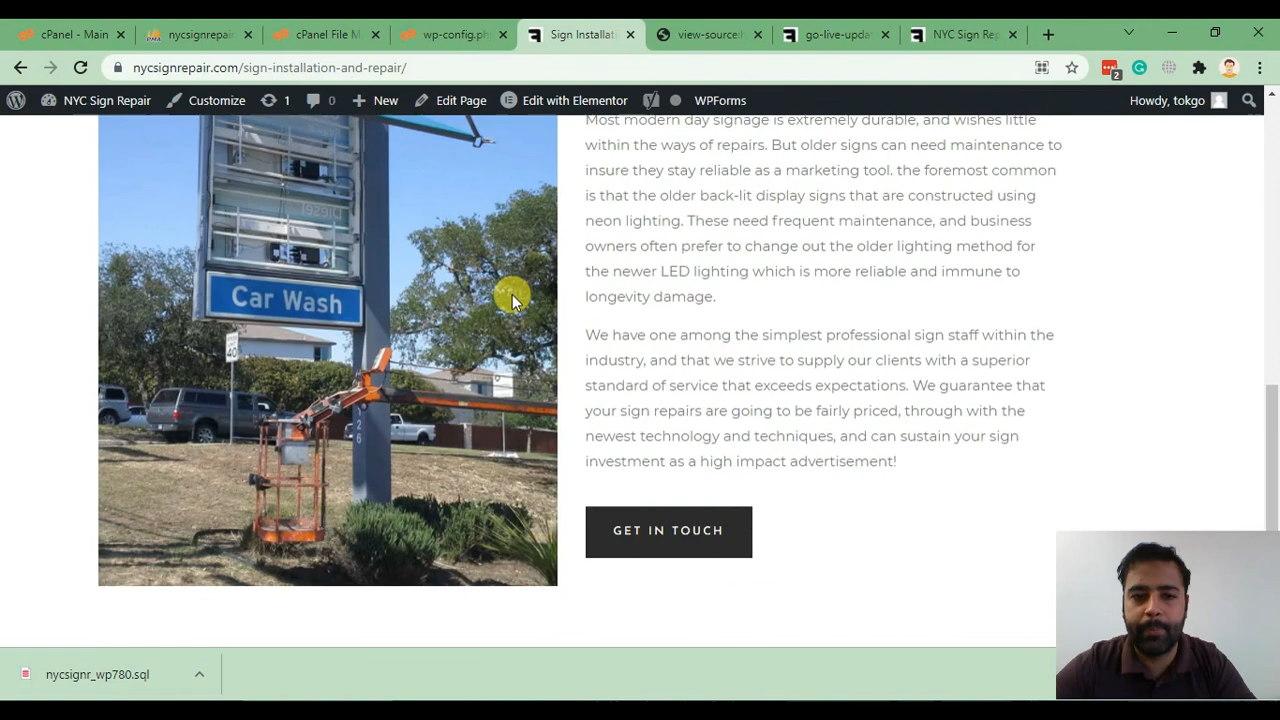 cPanel - Main
nycsignrepair
cPanel File M
wp-config.ph
Sign Installat
view-source:h
go-live-updat
NYC Sign Rep
nycsignrepair.com/sign-installation-and-repair/
2
NYC Sign Repair
Customize
1
0
New
Edit Page
Edit with Elementor
WPForms
Howdy, tokgo
Most modern day signage is extremely durable, and wishes little
within the ways of repairs. But older signs can need maintenance to
insure they stay reliable as a marketing tool. the foremost common
is that the older back-lit display signs that are constructed using
neon lighting. These need frequent maintenance, and business
owners often prefer to change out the older lighting method for
the newer LED lighting which is more reliable and immune to
longevity damage.
We have one among the simplest professional sign staff within the
industry, and that we strive to supply our clients with a superior
standard of service that exceeds expectations. We guarantee that
your sign repairs are going to be fairly priced, through with the
newest technology and techniques, and can sustain your sign
investment as a high impact advertisement!
GET IN TOUCH
Diesel
Car Wash
40
nycsignr_wp780.sql